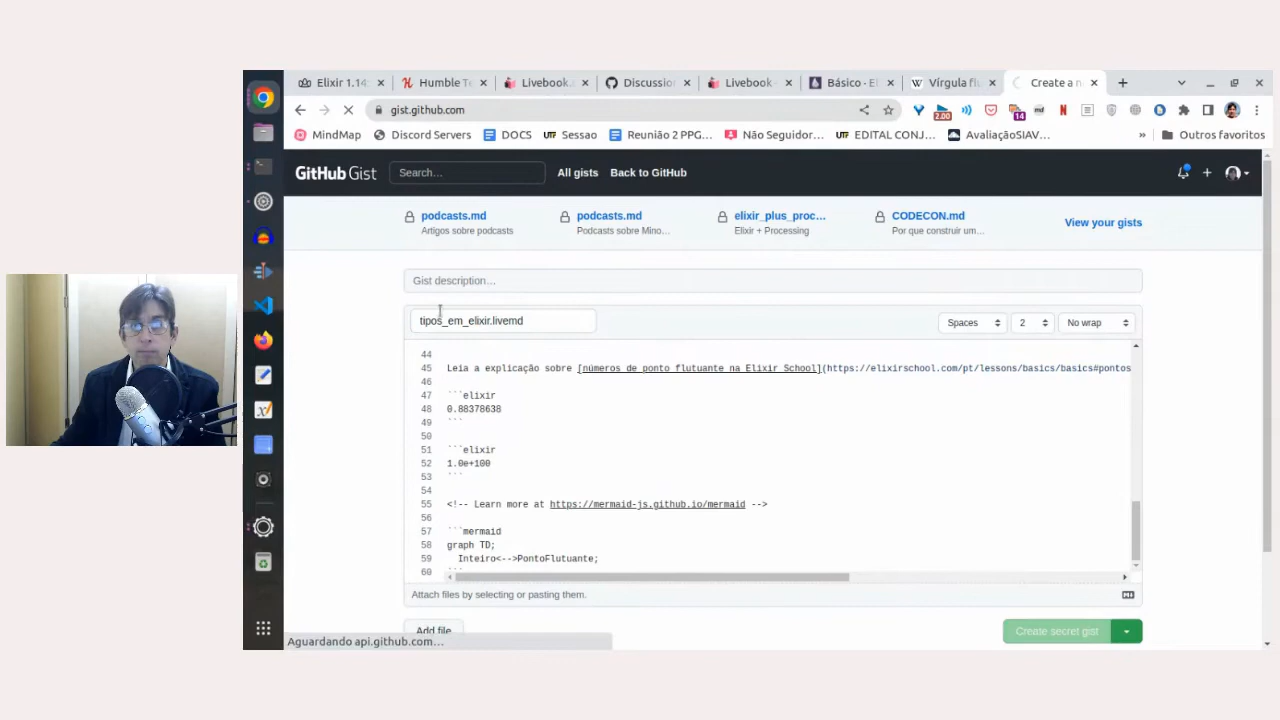 Elixir 1.14:
Humble Te
Livebook.
Discussion
Livebook
Básico · El
Vírgula fl
Create a n
gist.github.com
2.00
14
MindMap
Discord Servers
DOCS
Sessao
Reunião 2 PPG...
Não Seguidor...
EDITAL CONJ...
AvaliaçãoSIAV...
»
Outros favoritos
GitHub Gist
Search...
All gists
Back to GitHub
podcasts.md
Artigos sobre podcasts
podcasts.md
Podcasts sobre Mino...
elixir_plus_proc...
Elixir + Processing
CODECON.md
Por que construir um...
View your gists
Gist description...
tipos_em_elixir.livemd
Spaces
2
No wrap
44
45 Leia a explicação sobre [números de ponto flutuante na Elixir School](https://elixirschool.com/pt/lessons/basics/basics#pontos
46
47 ```elixir
48 0.88378638
49 ```
50
51 ```elixir
52 1.0e+100
53 ```
54
55 <!-- Learn more at https://mermaid-js.github.io/mermaid -->
56
57 ```mermaid
58 graph TD;
59 Inteiro<-->PontoFlutuante;
60 ```
Attach files by selecting or pasting them.
Add file
Create secret gist
Aguardando api.github.com...